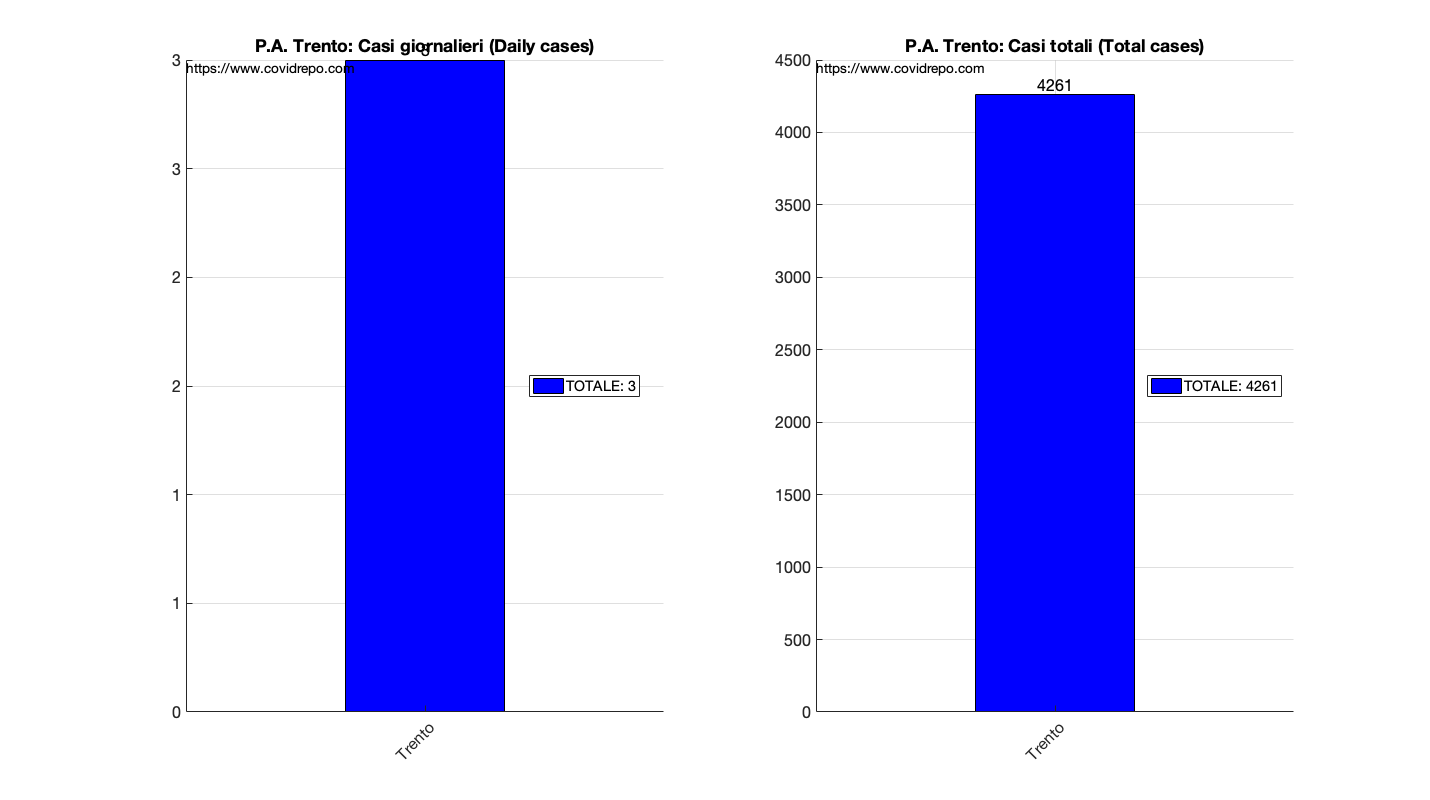 P.A. Trento: Casi giornalieri (Daily cases)
3
https://www.covidrepo.com
3
3
2
2
1
1
0
TOTALE: 3
Trento
P.A. Trento: Casi totali (Total cases)
https://www.covidrepo.com
4261
4500
4000
3500
3000
2500
2000
1500
1000
500
0
TOTALE: 4261
Trento